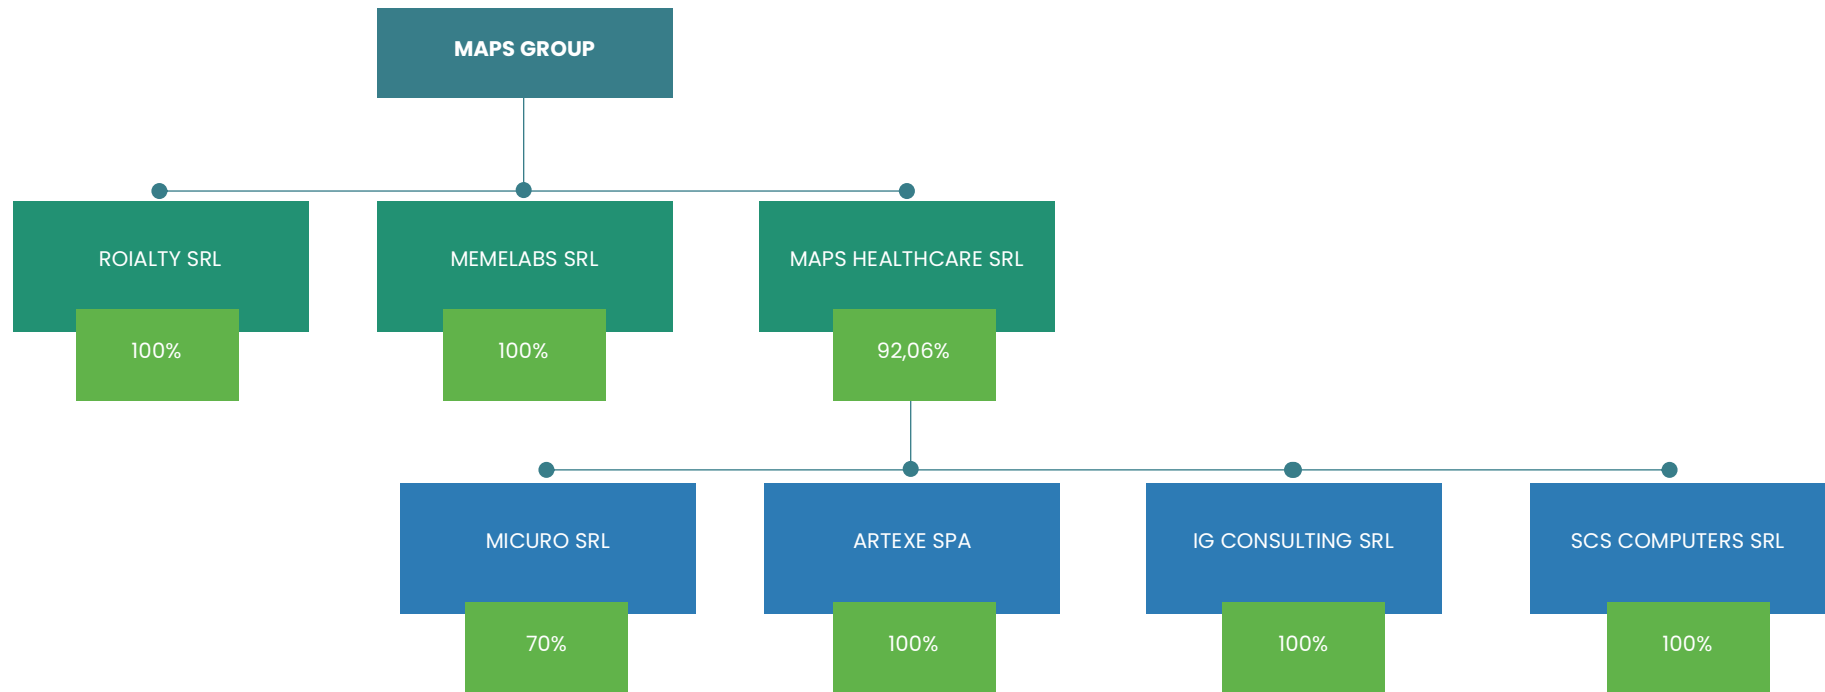 MAPS GROUP
ROIALTY SRL
MEMELABS SRL
MAPS HEALTHCARE SRL
100%
100%
92,06%
MICURO SRL
ARTEXE SPA
IG CONSULTING SRL
SCS COMPUTERS SRL
70%
100%
100%
100%